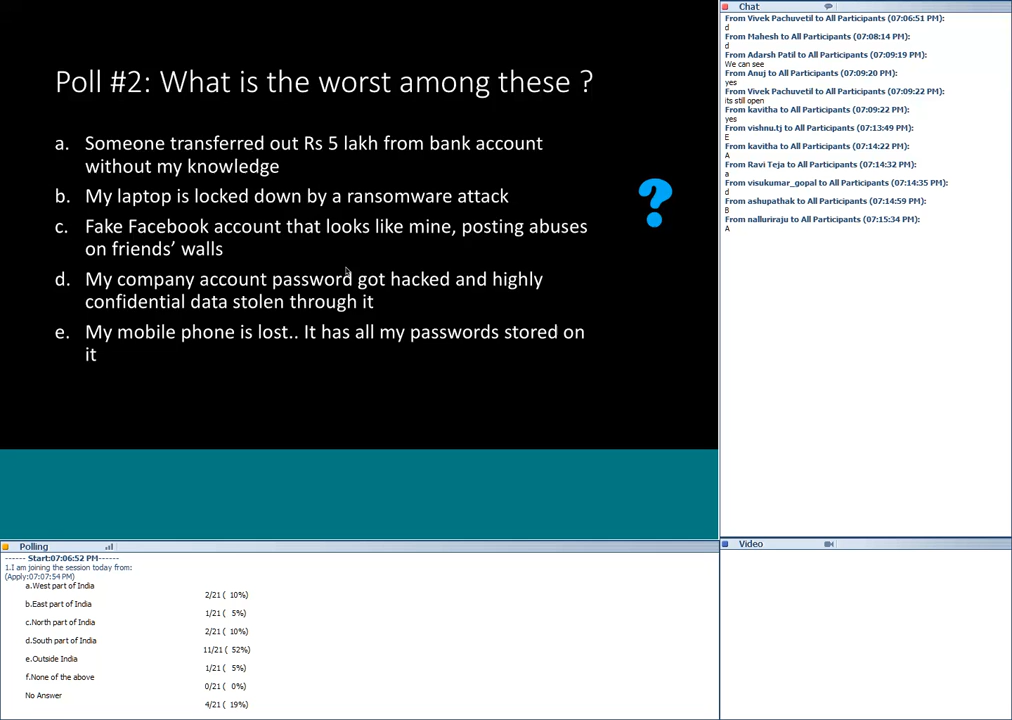 Poll #2: What is the worst among these ?
a. Someone transferred out Rs 5 lakh from bank account
without my knowledge
b. My laptop is locked down by a ransomware attack
c. Fake Facebook account that looks like mine, posting abuses
on friends’ walls
d. My company account password got hacked and highly
confidential data stolen through it
e. My mobile phone is lost.. It has all my passwords stored on
it
?
Chat
From Vivek Pachuvetil to All Participants (07:06:51 PM):
d
From Mahesh to All Participants (07:08:14 PM):
d
From Adarsh Patil to All Participants (07:09:19 PM):
We can see
From Anuj to All Participants (07:09:20 PM):
yes
From Vivek Pachuvetil to All Participants (07:09:22 PM):
its still open
From kavitha to All Participants (07:09:22 PM):
yes
From vishnu.tj to All Participants (07:13:49 PM):
E
From kavitha to All Participants (07:14:22 PM):
A
From Ravi Teja to All Participants (07:14:32 PM):
a
From visukumar_gopal to All Participants (07:14:35 PM):
d
From ashupathak to All Participants (07:14:59 PM):
B
From nalluriraju to All Participants (07:15:34 PM):
A
Polling
------ Start:07:06:52 PM------
1.I am joining the session today from:
(Apply:07:07:54 PM)
a.West part of India
2/21 ( 10%)
b.East part of India
1/21 ( 5%)
c.North part of India
2/21 ( 10%)
d.South part of India
11/21 ( 52%)
e.Outside India
1/21 ( 5%)
f.None of the above
0/21 ( 0%)
No Answer
4/21 ( 19%)
Video